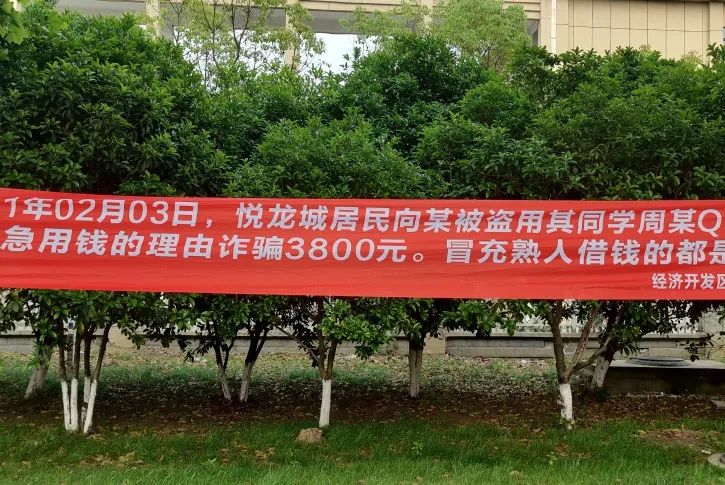 1年02月03日，悦龙城居民向某被盗用其同学周某Q
急用钱的理由诈骗3800元。冒充熟人借钱的都是
经济开发区